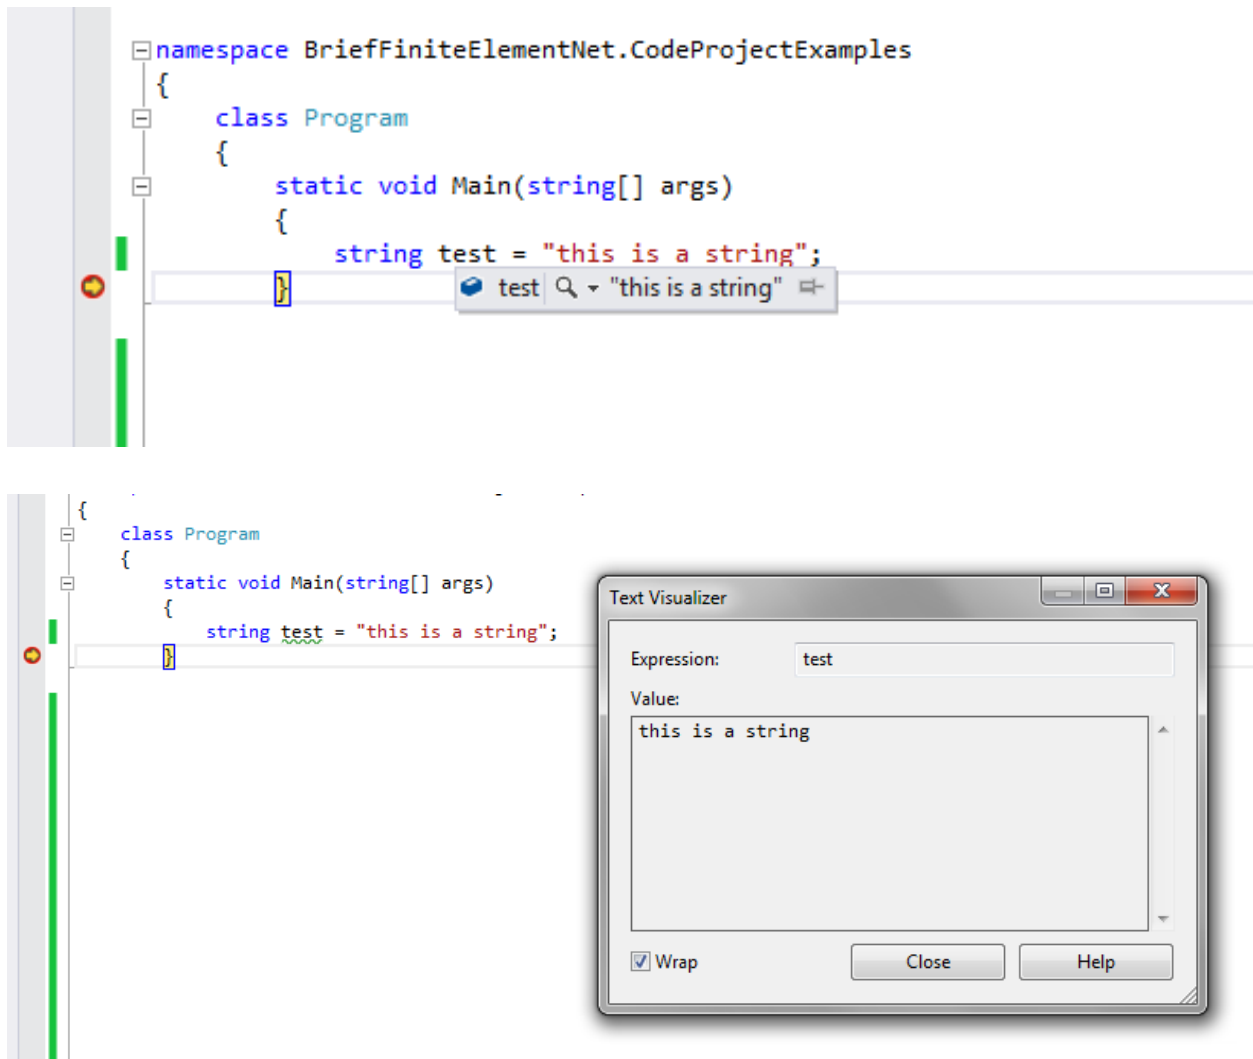 namespace BriefFiniteElementNet.CodeProjectExamples
{
class Program
{
static void Main(string[] args)
{
string test = "this is a string";
}
test "this is a string"
{
class Program
{
static void Main(string[] args)
{
string test = "this is a string";
}
Text Visualizer
Expression: test
Value:
this is a string
Wrap Close Help